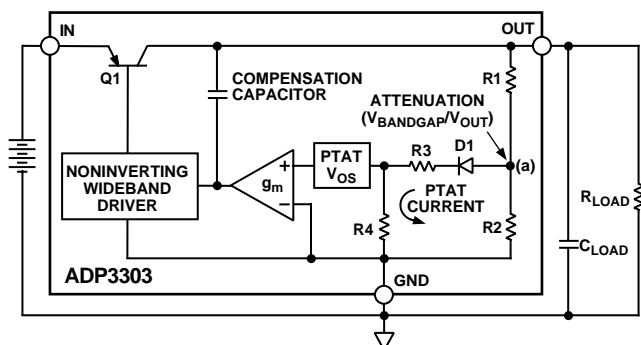 IN
OUT
Q1
R1
COMPENSATION
CAPACITOR
ATTENUATION
(VBANDGAP/VOUT)
PTAT
VOS
R3
D1
(a)
NONINVERTING
WIDEBAND
DRIVER
gm
+
−
PTAT
CURRENT
R4
R2
RLOAD
CLOAD
ADP3303
GND